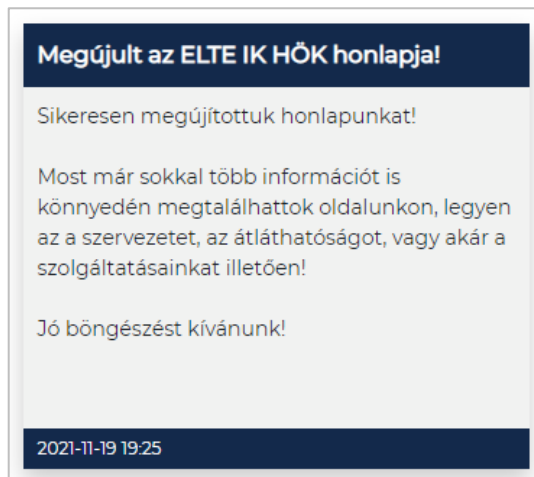 Megújult az ELTE IK HÖK honlapja!
Sikeresen megújítottuk honlapunkat!
Most már sokkal több információt is
könnyedén megtalálhattok oldalunkon, legyen
az a szervezetet, az átláthatóságot, vagy akár a
szolgáltatásainkat illetően!
Jó böngészést kívánunk!
2021-11-19 19:25